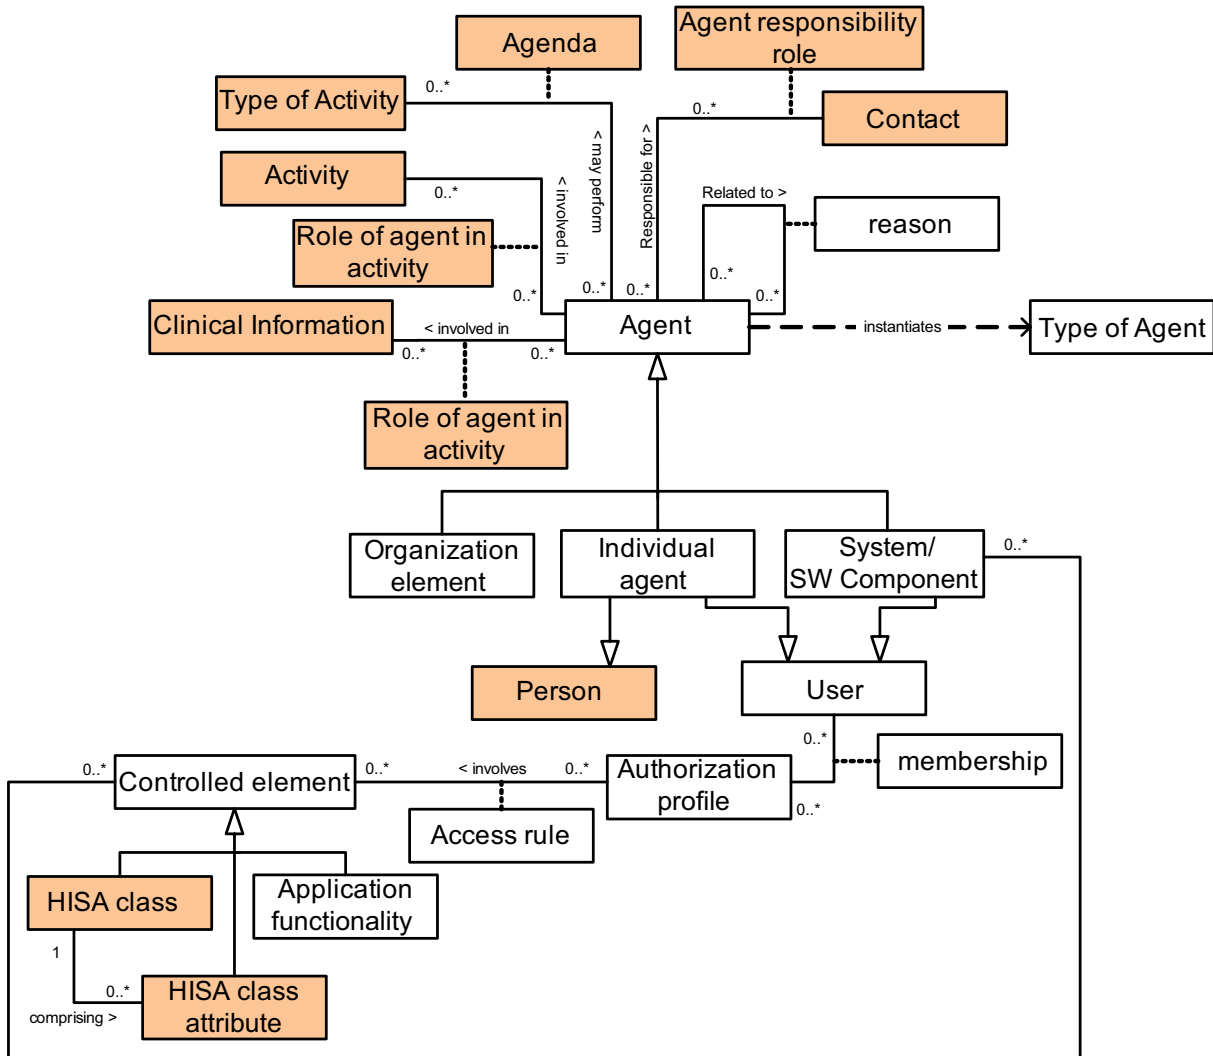 Agenda
Agent responsibility
role
Type of Activity
0..*
0..*
Contact
< may perform
Responsible for >
Activity
0..*
< involved in
Related to >
reason
Role of agent in
activity
0..*
0..*
0..*
0..*
0..*
Clinical Information
< involved in
0..*
0..*
Agent
instantiates
Type of Agent
Role of agent in
activity
Organization
element
Individual
agent
System/
SW Component
0..*
Person
User
0..*
membership
0..*
Controlled element
0..*
< involves
0..*
Authorization
profile
0..*
Access rule
HISA class
Application
functionality
1
0..*
comprising >
HISA class
attribute